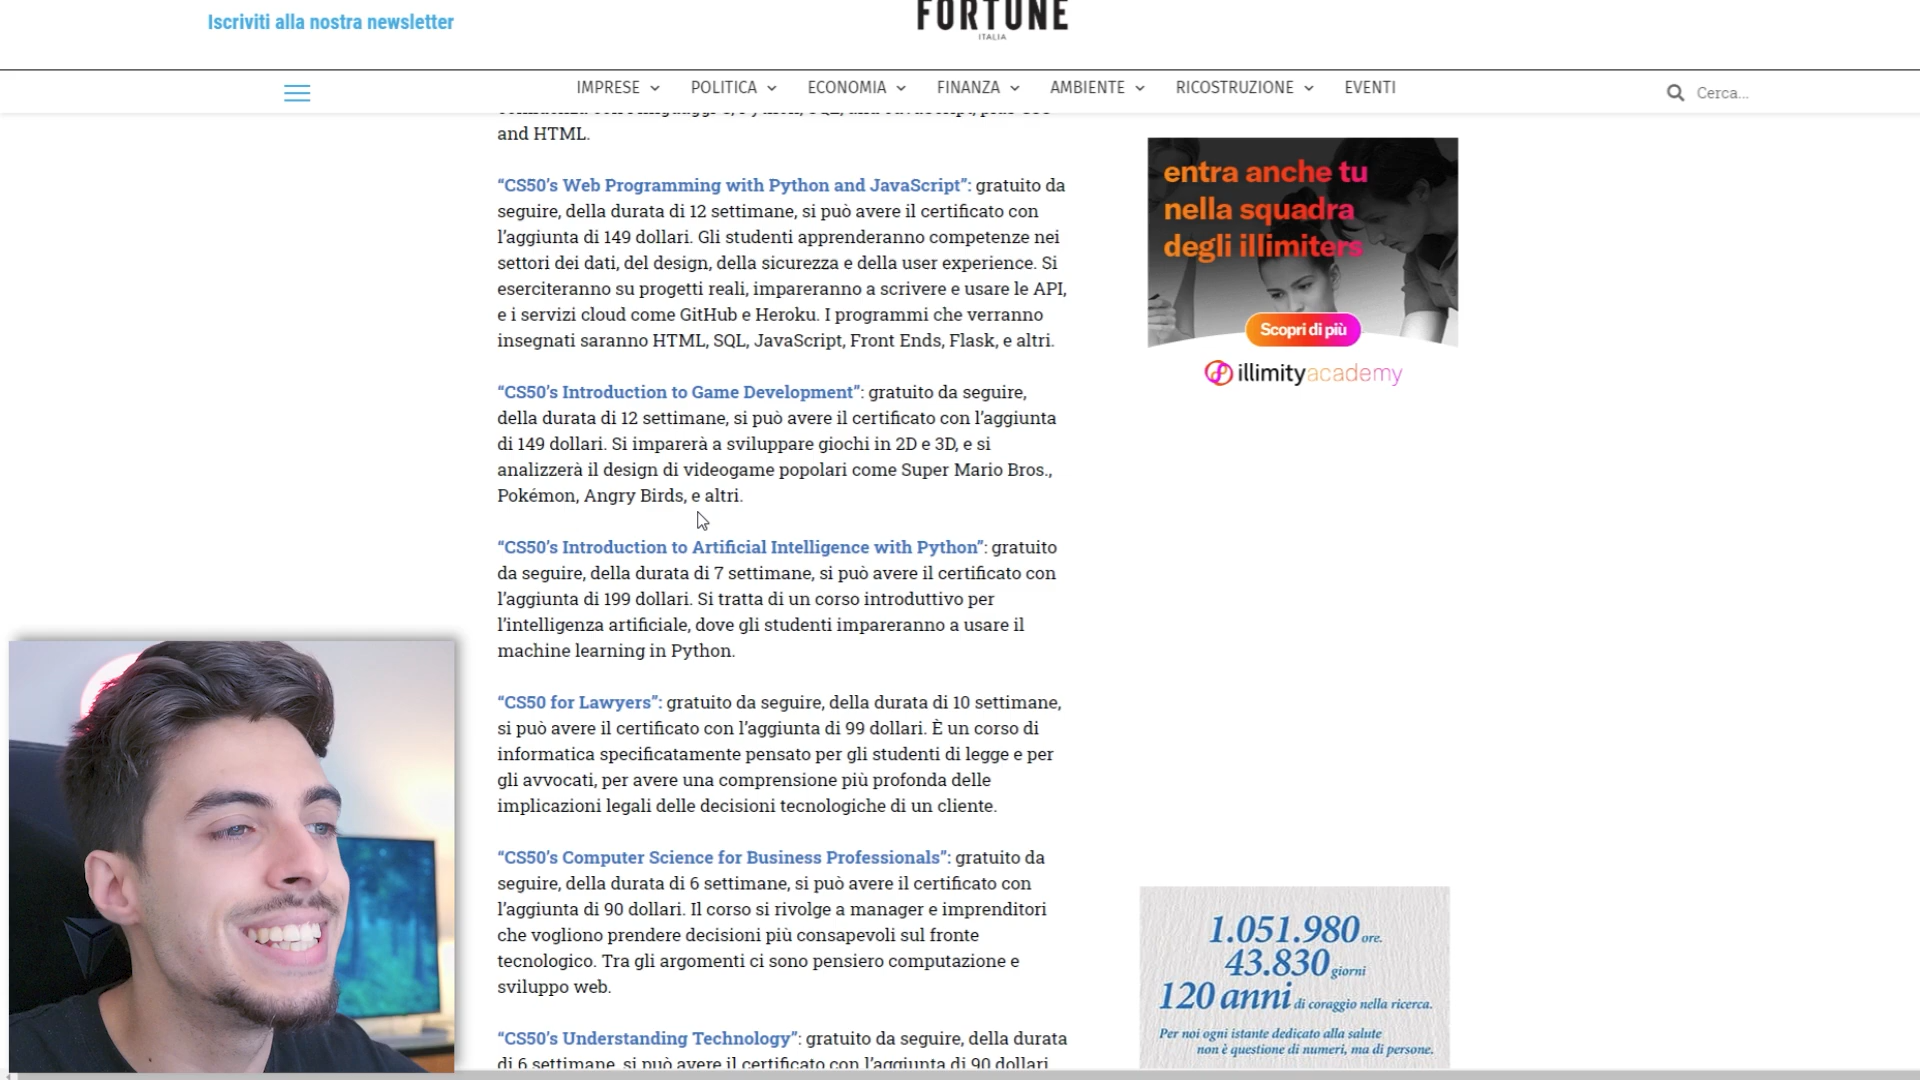 Iscriviti alla nostra newsletter
FORTUNE
ITALIA
IMPRESE
POLITICA
ECONOMIA
FINANZA
AMBIENTE
RICOSTRUZIONE
EVENTI
Cerca...
and HTML.
“CS50’s Web Programming with Python and JavaScript”: gratuito da
seguire, della durata di 12 settimane, si può avere il certificato con
l’aggiunta di 149 dollari. Gli studenti apprenderanno competenze nei
settori dei dati, del design, della sicurezza e della user experience. Si
eserciteranno su progetti reali, impareranno a scrivere e usare le API,
e i servizi cloud come GitHub e Heroku. I programmi che verranno
insegnati saranno HTML, SQL, JavaScript, Front Ends, Flask, e altri.
“CS50’s Introduction to Game Development”: gratuito da seguire,
della durata di 12 settimane, si può avere il certificato con l’aggiunta
di 149 dollari. Si imparerà a sviluppare giochi in 2D e 3D, e si
analizzerà il design di videogame popolari come Super Mario Bros.,
Pokémon, Angry Birds, e altri.
“CS50’s Introduction to Artificial Intelligence with Python”: gratuito
da seguire, della durata di 7 settimane, si può avere il certificato con
l’aggiunta di 199 dollari. Si tratta di un corso introduttivo per
l’intelligenza artificiale, dove gli studenti impareranno a usare il
machine learning in Python.
“CS50 for Lawyers”: gratuito da seguire, della durata di 10 settimane,
si può avere il certificato con l’aggiunta di 99 dollari. È un corso di
informatica specificatamente pensato per gli studenti di legge e per
gli avvocati, per avere una comprensione più profonda delle
implicazioni legali delle decisioni tecnologiche di un cliente.
“CS50’s Computer Science for Business Professionals”: gratuito da
seguire, della durata di 6 settimane, si può avere il certificato con
l’aggiunta di 90 dollari. Il corso si rivolge a manager e imprenditori
che vogliono prendere decisioni più consapevoli sul fronte
tecnologico. Tra gli argomenti ci sono pensiero computazione e
sviluppo web.
“CS50’s Understanding Technology”: gratuito da seguire, della durata
di 6 settimane, si può avere il certificato con l’aggiunta di 90 dollari
entra anche tu
nella squadra
degli illimiters
Scopri di più
illimityacademy
1.051.980 ore.
43.830 giorni
120 anni di coraggio nella ricerca.
Per noi ogni istante dedicato alla salute
non è questione di numeri, ma di persone.